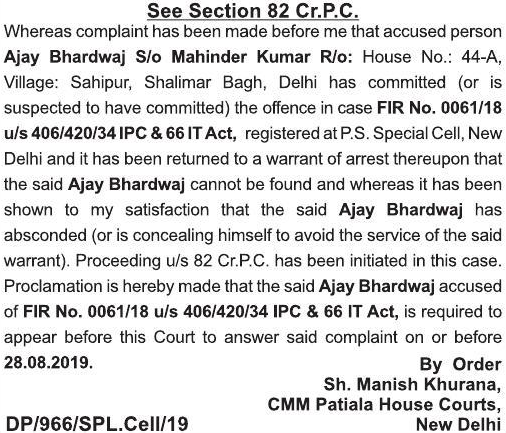 See Section 82 Cr.P.C.
Whereas complaint has been made before me that accused person
Ajay Bhardwaj S/o Mahinder Kumar R/o: House No.: 44-A,
Village: Sahipur, Shalimar Bagh, Delhi has committed (or is
suspected to have committed) the offence in case FIR No. 0061/18
u/s 406/420/34 IPC & 66 IT Act, registered at P.S. Special Cell, New
Delhi and it has been returned to a warrant of arrest thereupon that
the said Ajay Bhardwaj cannot be found and whereas it has been
shown to my satisfaction that the said Ajay Bhardwaj has
absconded (or is concealing himself to avoid the service of the said
warrant). Proceeding u/s 82 Cr.P.C. has been initiated in this case.
Proclamation is hereby made that the said Ajay Bhardwaj accused
of FIR No. 0061/18 u/s 406/420/34 IPC & 66 IT Act, is required to
appear before this Court to answer said complaint on or before
28.08.2019.
By Order
Sh. Manish Khurana,
CMM Patiala House Courts,
DP/966/SPL.Cell/19 New Delhi